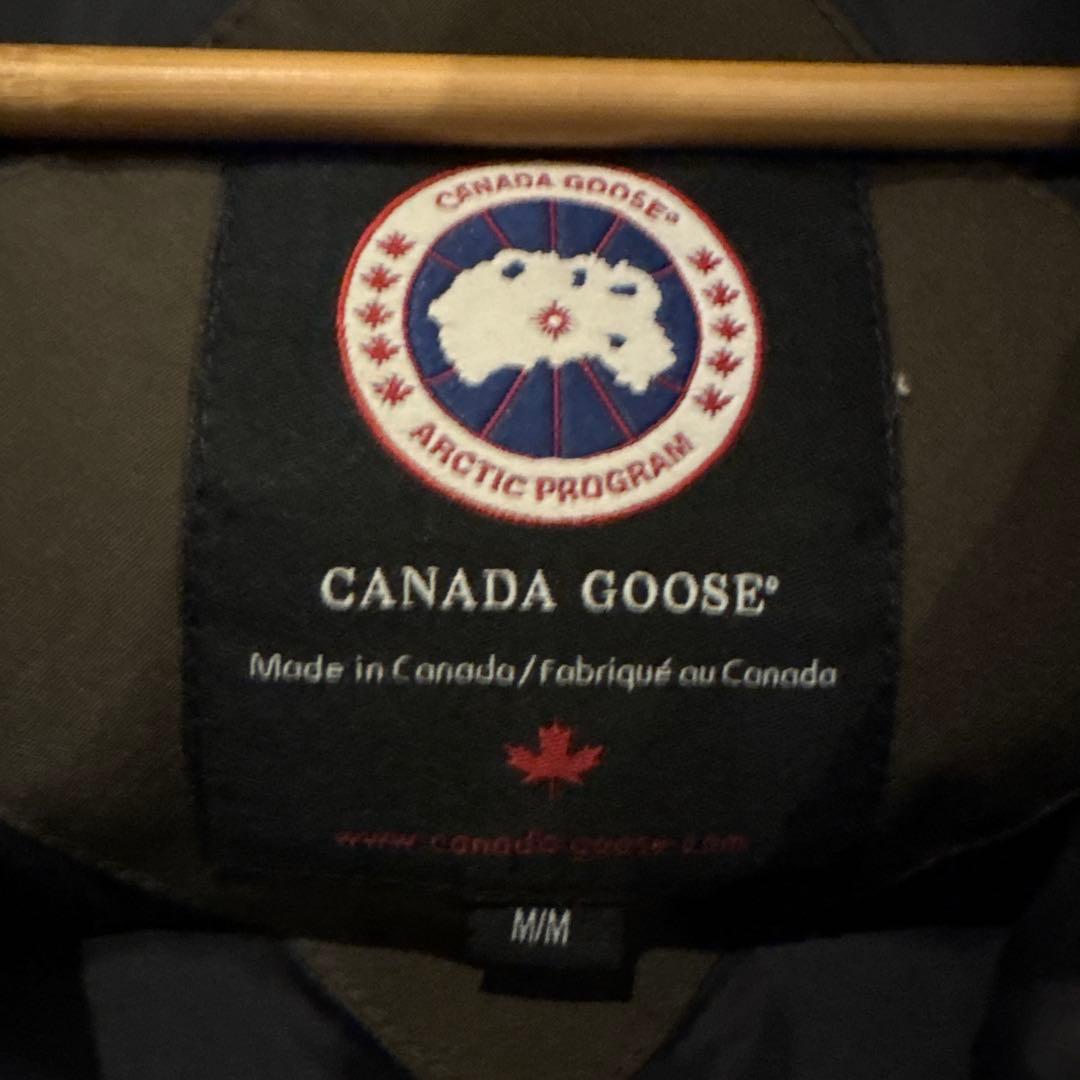 CANADA GOOSE®
ARCTIC PROGRAM
CANADA GOOSE®
Made in Canada/Fabriqué au Canada
www.canada-goose.com
M/M